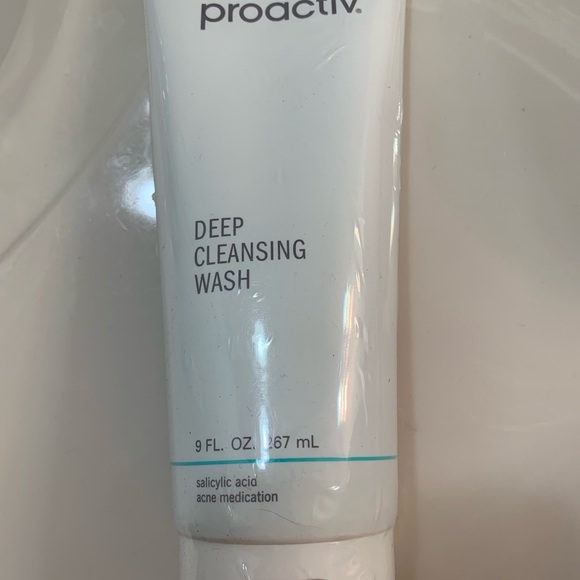 proactiv®
DEEP
CLEANSING
WASH
9 FL. OZ. 267 mL
salicylic acid
acne medication